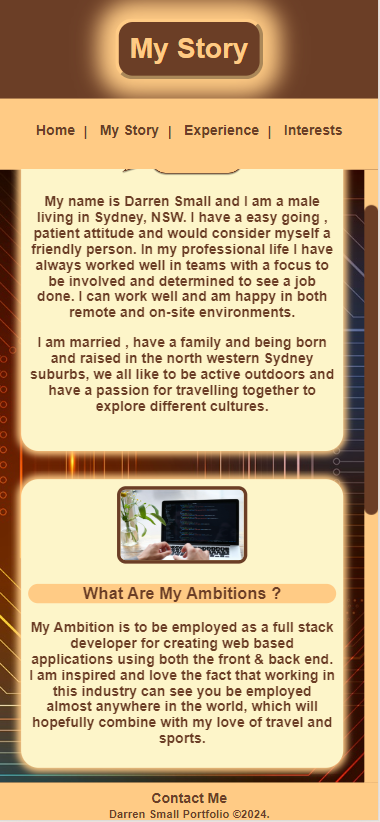 My Story
Home | My Story | Experience | Interests
My name is Darren Small and I am a male
living in Sydney, NSW. I have a easy going ,
patient attitude and would consider myself a
friendly person. In my professional life I have
always worked well in teams with a focus to
be involved and determined to see a job
done. I can work well and am happy in both
remote and on-site environments.
I am married , have a family and being born
and raised in the north western Sydney
suburbs, we all like to be active outdoors and
have a passion for travelling together to
explore different cultures.
What Are My Ambitions ?
My Ambition is to be employed as a full stack
developer for creating web based
applications using both the front & back end.
I am inspired and love the fact that working in
this industry can see you be employed
almost anywhere in the world, which will
hopefully combine with my love of travel and
sports.
Contact Me
Darren Small Portfolio ©2024.